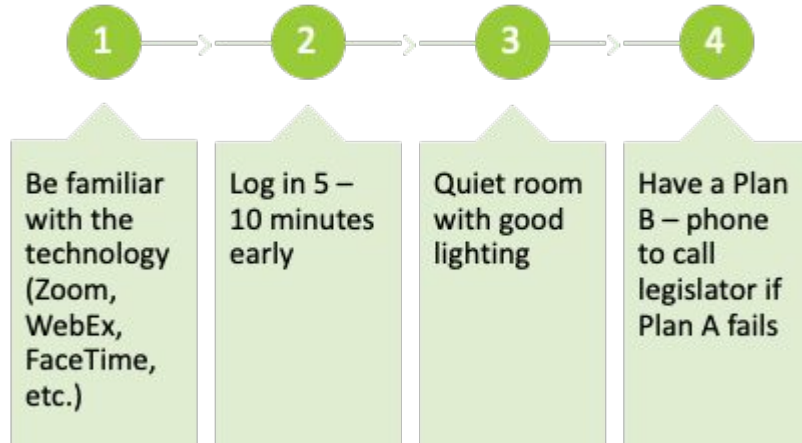 1
2
3
4
Be familiar
with the
technology
(Zoom,
WebEx,
FaceTime,
etc.)
Log in 5 –
10 minutes
early
Quiet room
with good
lighting
Have a Plan
B – phone
to call
legislator if
Plan A fails